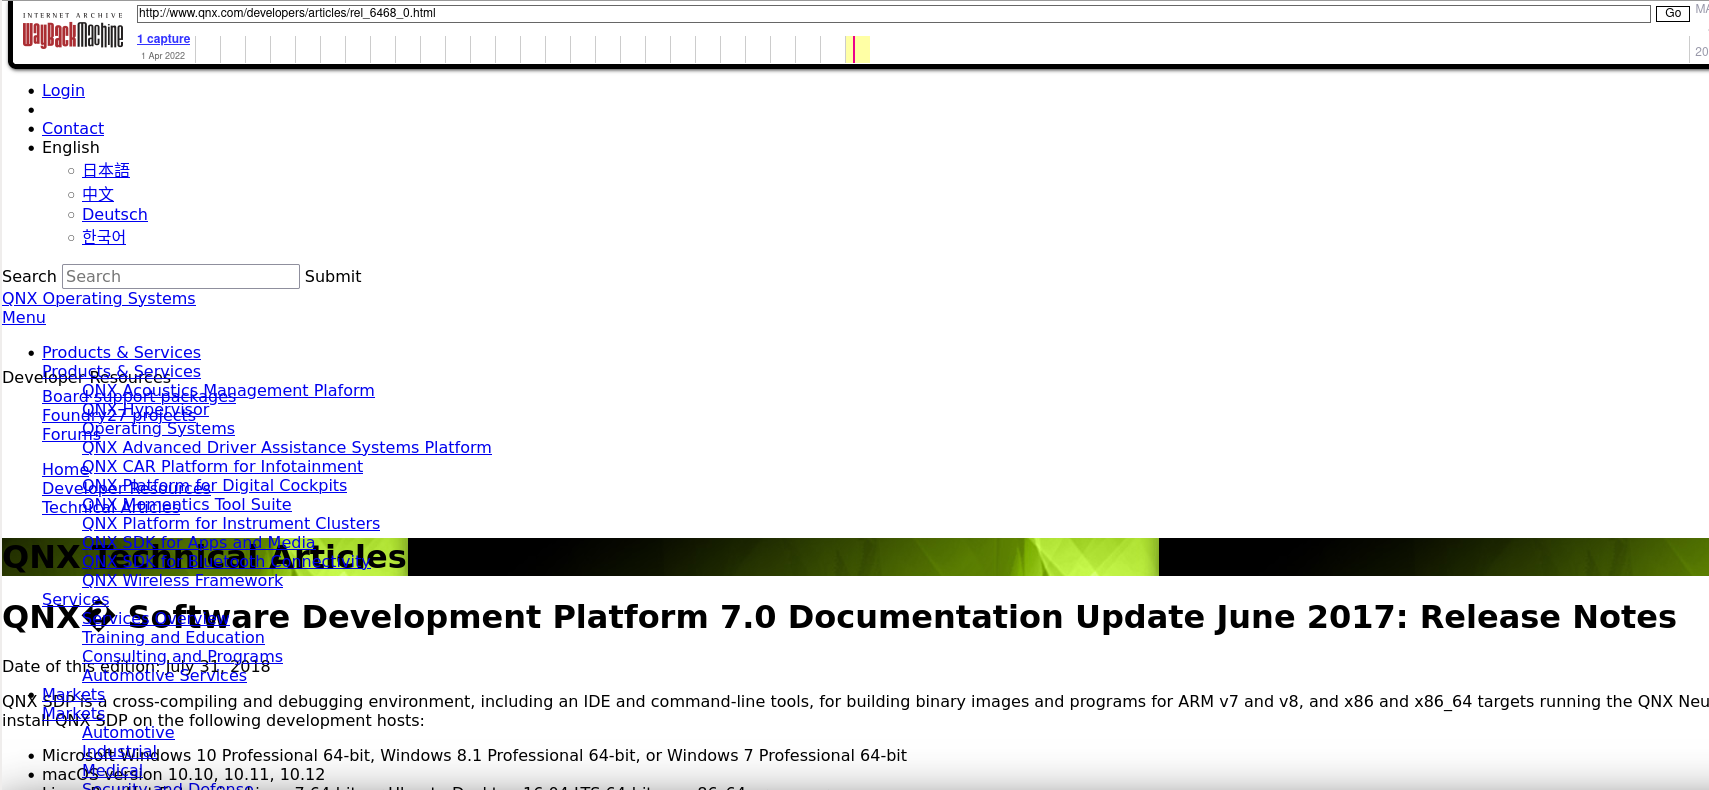 INTERNET ARCHIVE
WayBackMachine
http://www.qnx.com/developers/articles/rel_6468_0.html
Go
MA
1 capture
1 Apr 2022
20
Login
Contact
English
日本語
中文
Deutsch
한국어
Search Search Submit
QNX Operating Systems
Menu
Products & Services
Products & Services
Developer Resources
QNX Acoustics Management Plaform
Board support packages
QNX Hypervisor
Foundry27 projects
Operating Systems
Forums
QNX Advanced Driver Assistance Systems Platform
QNX CAR Platform for Infotainment
Home
QNX Platform for Digital Cockpits
Developer Resources
QNX Momentics Tool Suite
Technical Articles
QNX Platform for Instrument Clusters
QNX SDK for Apps and Media
QNX Technical Articles
QNX SDK for Bluetooth Connectivity
QNX Wireless Framework
Services
QNX� Software Development Platform 7.0 Documentation Update June 2017: Release Notes
Services Overview
Training and Education
Consulting and Programs
Date of this edition: July 31, 2018
Automotive Services
Markets
QNX SDP is a cross-compiling and debugging environment, including an IDE and command-line tools, for building binary images and programs for ARM v7 and v8, and x86 and x86_64 targets running the QNX Neu
Markets
install QNX SDP on the following development hosts:
Automotive
Industrial
Microsoft Windows 10 Professional 64-bit, Windows 8.1 Professional 64-bit, or Windows 7 Professional 64-bit
Medical
macOS version 10.10, 10.11, 10.12
Security and Defense